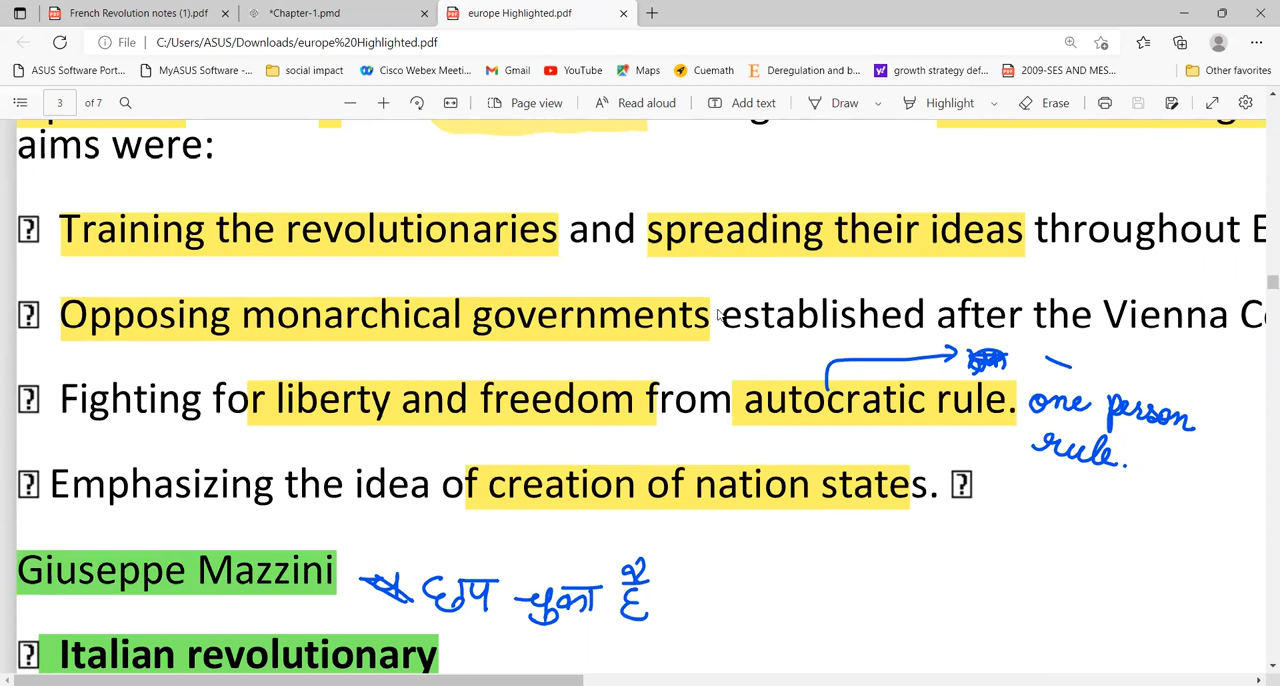 French Revolution notes (1).pdf
*Chapter-1.pmd
europe Highlighted.pdf
File C:/Users/ASUS/Downloads/europe%20Highlighted.pdf
ASUS Software Port...
MyASUS Software -...
social impact
Cisco Webex Meeti...
Gmail
YouTube
Maps
Cuemath
Deregulation and b...
growth strategy def...
2009-SES AND MES...
Other favorites
3 of 7
Page view
Read aloud
Add text
Draw
Highlight
Erase
aims were:
Training the revolutionaries and spreading their ideas throughout E
Opposing monarchical governments established after the Vienna C
Fighting for liberty and freedom from autocratic rule. one person
rule.
Emphasizing the idea of creation of nation states.
Giuseppe Mazzini छाप चुका है
Italian revolutionary